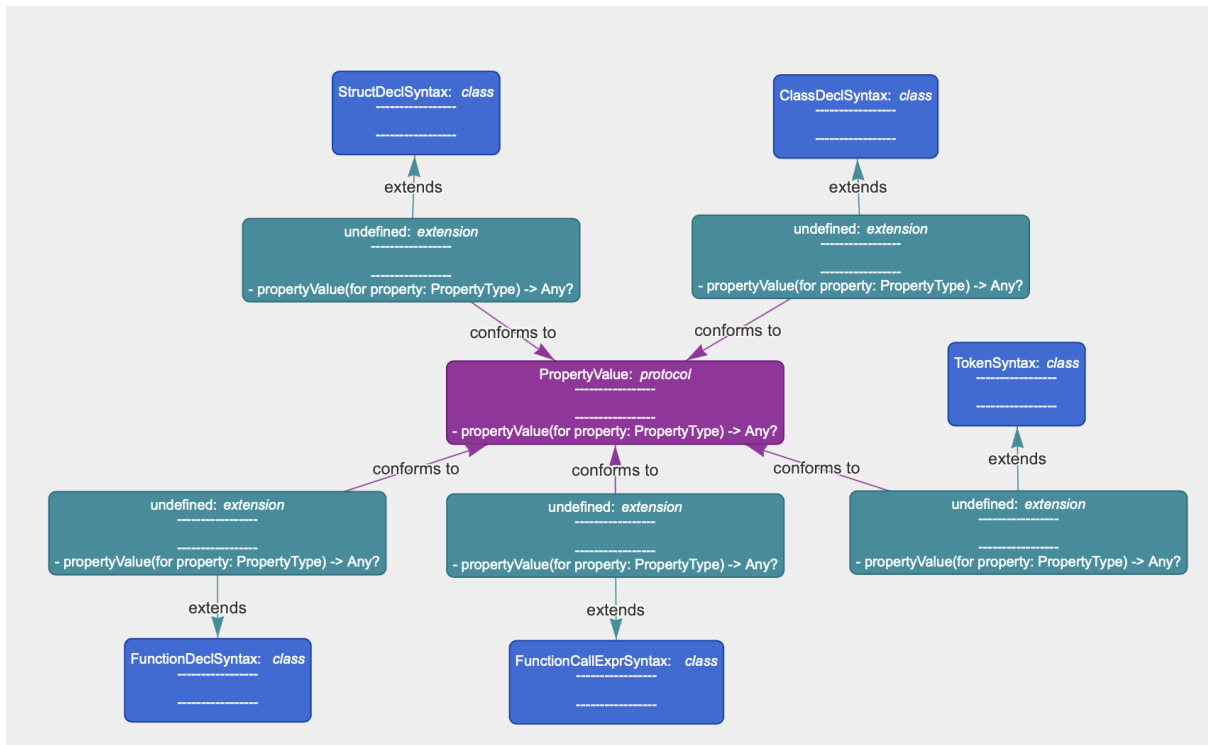 StructDeclSyntax: class
-----------------
-----------------
ClassDeclSyntax: class
-----------------
-----------------
extends
extends
undefined: extension
-----------------
-----------------
- propertyValue(for property: PropertyType) -> Any?
undefined: extension
-----------------
-----------------
- propertyValue(for property: PropertyType) -> Any?
conforms to
conforms to
PropertyValue: protocol
-----------------
-----------------
- propertyValue(for property: PropertyType) -> Any?
TokenSyntax: class
-----------------
-----------------
extends
conforms to
conforms to
conforms to
undefined: extension
-----------------
-----------------
- propertyValue(for property: PropertyType) -> Any?
undefined: extension
-----------------
-----------------
- propertyValue(for property: PropertyType) -> Any?
undefined: extension
-----------------
-----------------
- propertyValue(for property: PropertyType) -> Any?
extends
extends
FunctionDeclSyntax: class
-----------------
-----------------
FunctionCallExprSyntax: class
-----------------
-----------------